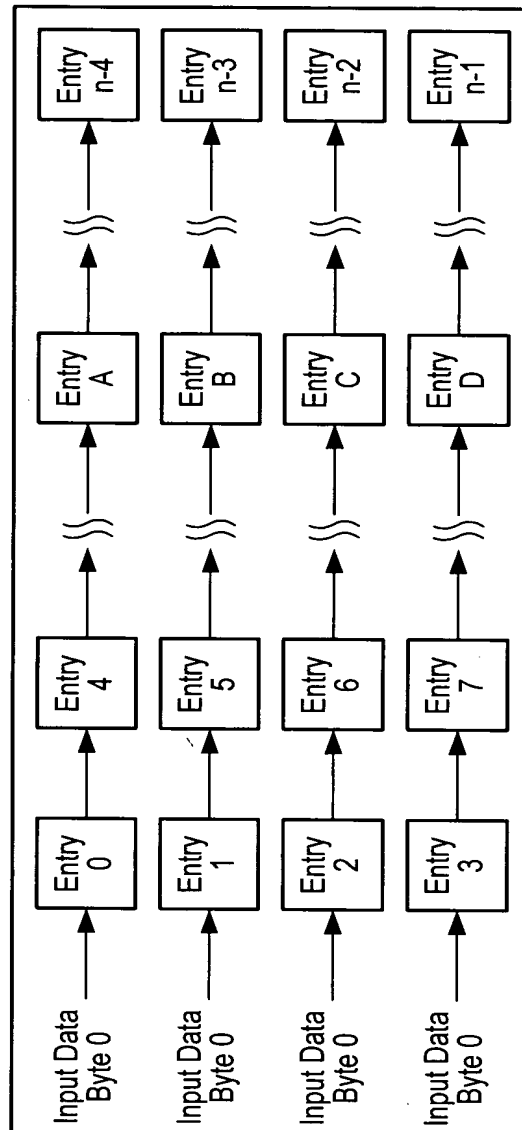 Input Data
Byte 0
Entry
0
Entry
4
Entry
A
Entry
n-4
Input Data
Byte 0
Entry
1
Entry
5
Entry
B
Entry
n-3
Input Data
Byte 0
Entry
2
Entry
6
Entry
C
Entry
n-2
Input Data
Byte 0
Entry
3
Entry
7
Entry
D
Entry
n-1